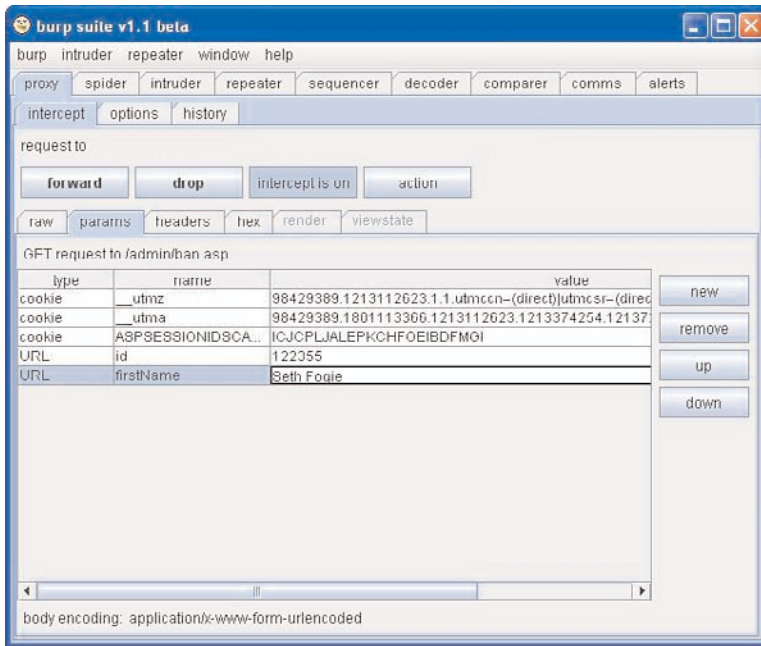 burp suite v1.1 beta
burp intruder repeater window help
proxy spider intruder repeater sequencer decoder comparer comms alerts
intercept options history
request to
forward drop intercept is on action
raw params headers hex render viewstate
GET request to /admin/ban.asp
type name value
cookie __utmz 98429389.1213112623.1.1.utmccn=(direct)|utmcsr=(direc
cookie __utma 98429389.1801113366.1213112623.1213374254.12137
cookie ASPSESSIONIDSCA... ICJCPLJALEPKCHFOEIBDFMGI
URL id 122355
URL firstName Seth Fogie
new
remove
up
down
body encoding: application/x-www-form-urlencoded